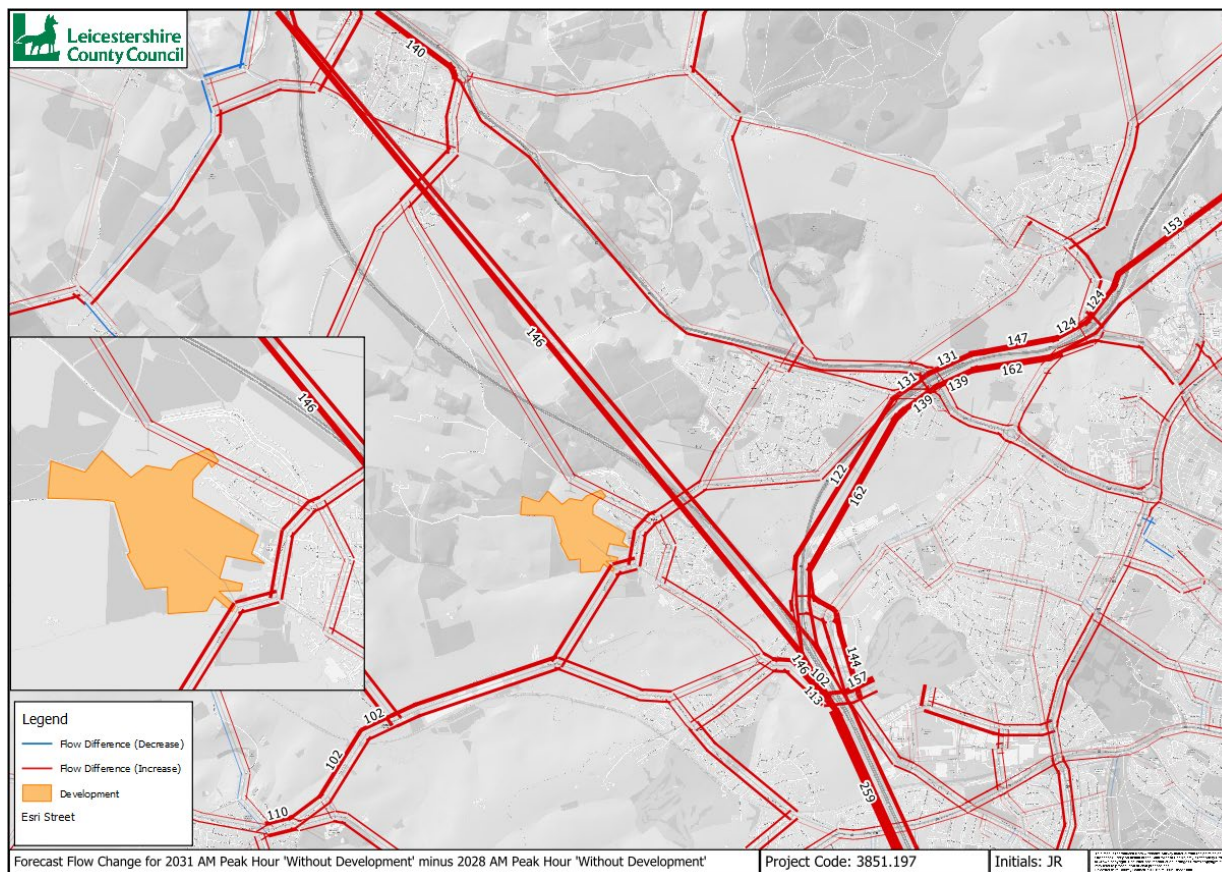 Leicestershire
County Council
140
153
124
124
147
131
162
131
139
139
146
122
162
146
144
146
102
157
113
102
102
110
259
Legend
Flow Difference (Decrease)
Flow Difference (Increase)
Development
Esri Street
Forecast Flow Change for 2031 AM Peak Hour 'Without Development' minus 2028 AM Peak Hour 'Without Development'
Project Code: 3851.197
Initials: JR